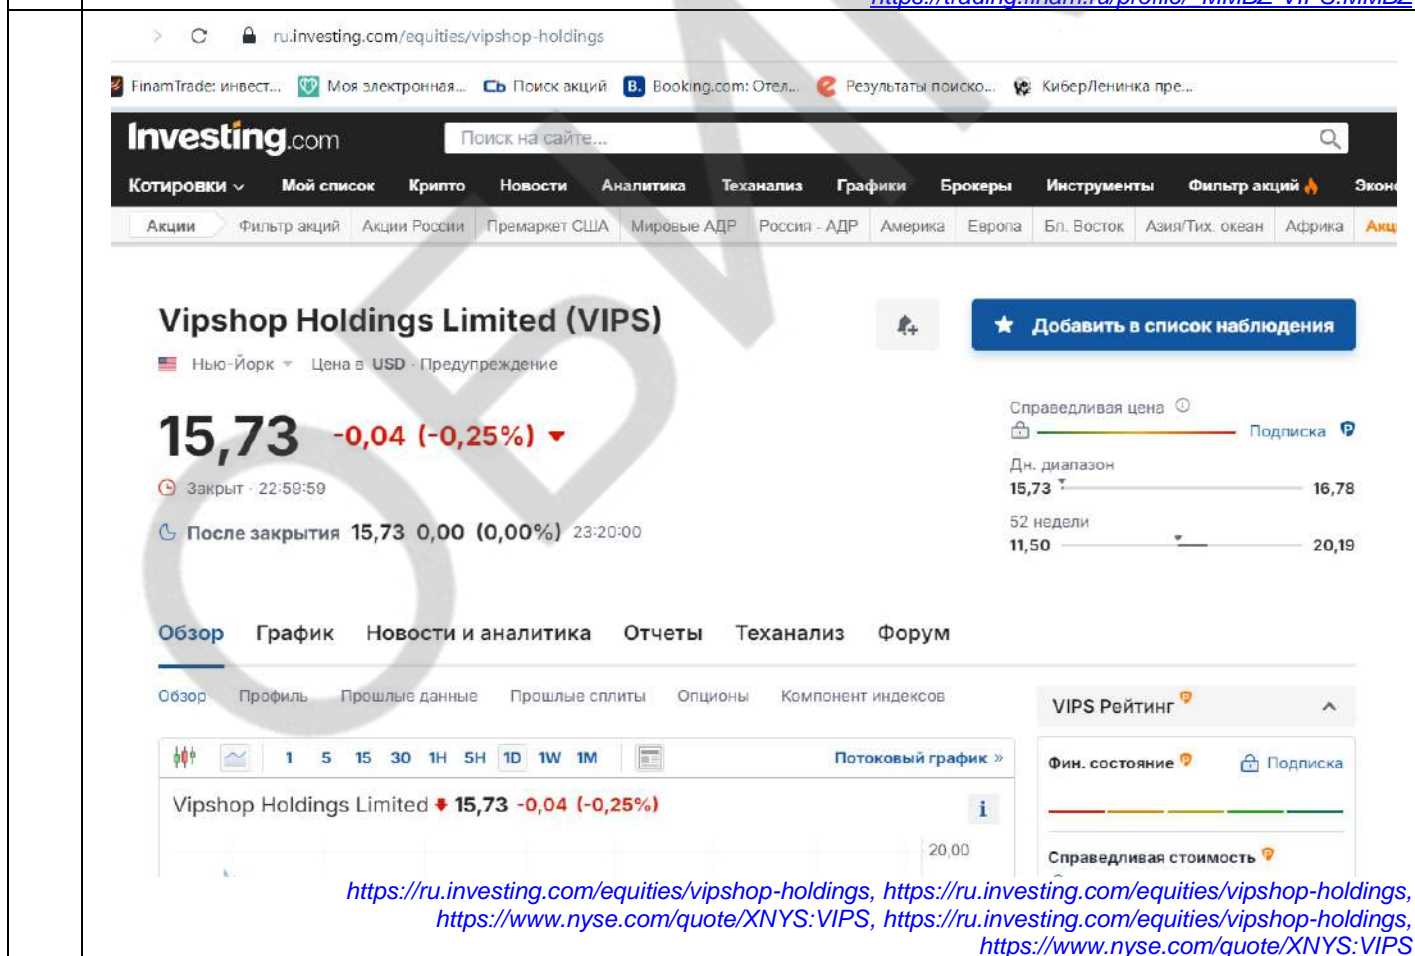 https://trading.finam.ru/profile/-MMBZ-VIPS.MMBZ
ru.investing.com/equities/vipshop-holdings
FinamTrade: инвест... Моя электронная... Сь Поиск акций B. Booking.com: Отел... Результаты поиско... КиберЛенинка пре...
Investing.com Поиск на сайте...
Котировки Мой список Крипто Новости Аналитика Теханализ Графики Брокеры Инструменты Фильтр акций Экон
Акции Фильтр акций Акции России Премаркет США Мировые АДР Россия - АДР Америка Европа Бл. Восток Азия/Тих. океан Африка Акц
Vipshop Holdings Limited (VIPS)
Добавить в список наблюдения
Нью-Йорк Цена в USD · Предупреждение
15,73 -0,04 (-0,25%)
Справедливая цена
Подписка
Дн. диапазон
15,73 16,78
Закрыт · 22:59:59
52 недели
11,50 20,19
После закрытия 15,73 0,00 (0,00%) 23:20:00
Обзор График Новости и аналитика Отчеты Теханализ Форум
Обзор Профиль Прошлые данные Прошлые сплиты Опционы Компонент индексов
VIPS Рейтинг
1 5 15 30 1H 5H 1D 1W 1M Потоковый график »
Фин. состояние Подписка
Vipshop Holdings Limited 15,73 -0,04 (-0,25%)
20,00
Справедливая стоимость
https://ru.investing.com/equities/vipshop-holdings, https://ru.investing.com/equities/vipshop-holdings,
https://www.nyse.com/quote/XNYS:VIPS, https://ru.investing.com/equities/vipshop-holdings,
https://www.nyse.com/quote/XNYS:VIPS